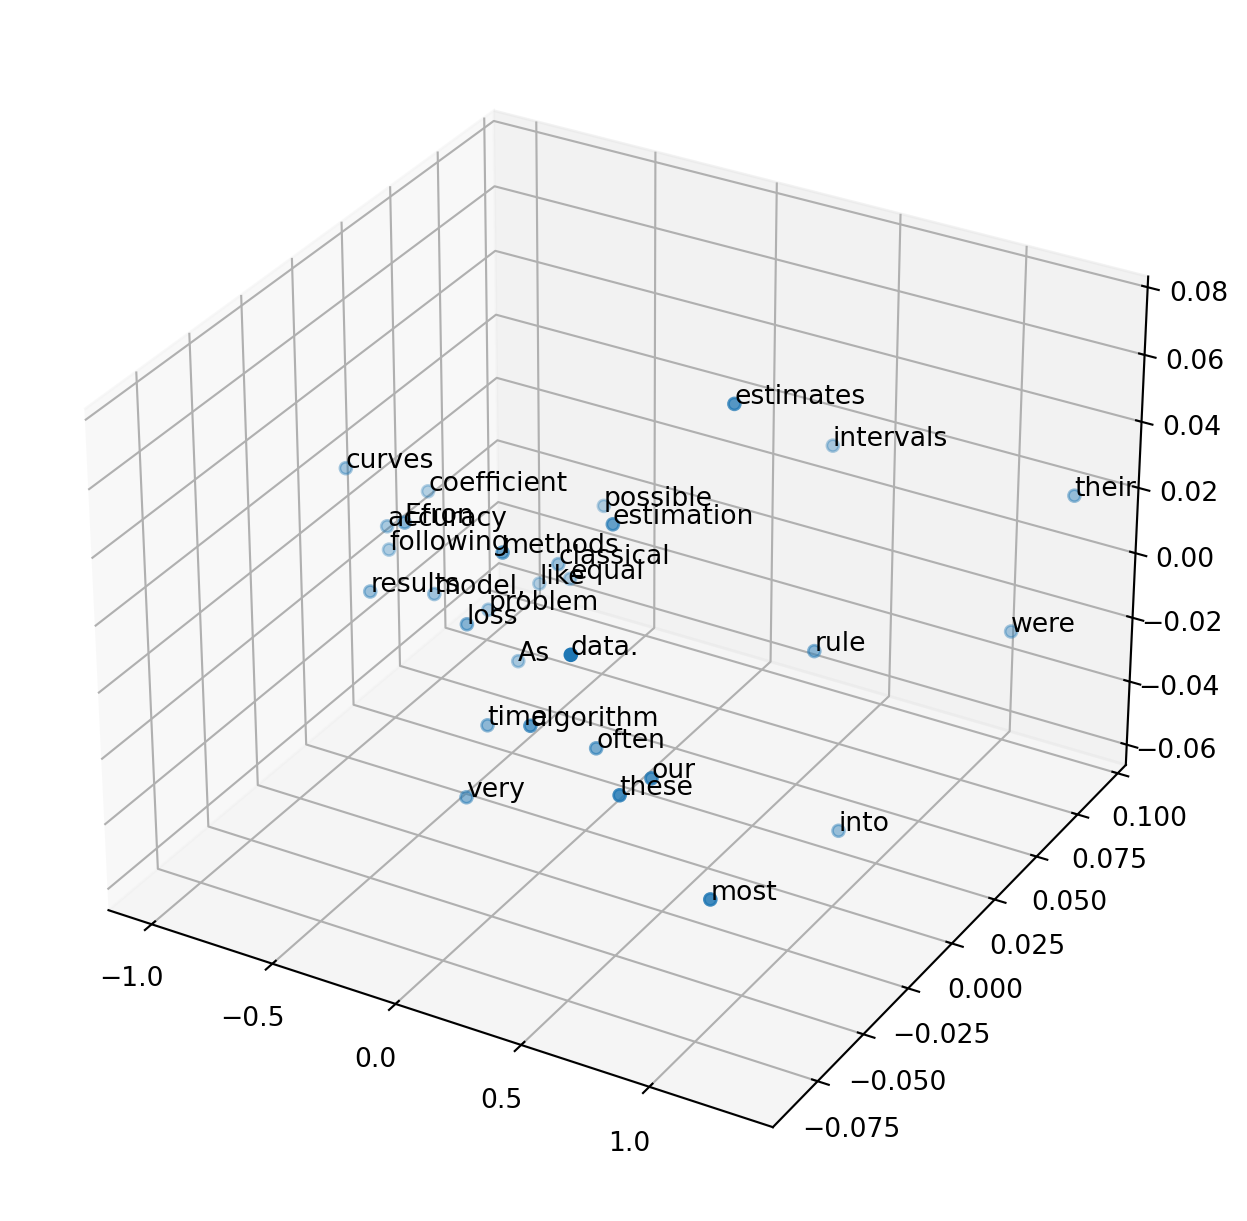 0.08
0.06
estimates
0.04
intervals
curves
coefficient
their
0.02
possible
Efron
accuracy
estimation
following
methods
classical
0.00
equal
like
results
model,
problem
loss
were
−0.02
rule
As
data.
−0.04
time
algorithm
often
−0.06
our
these
very
into
0.100
0.075
most
0.050
0.025
−1.0
0.000
−0.5
−0.025
0.0
−0.050
0.5
−0.075
1.0